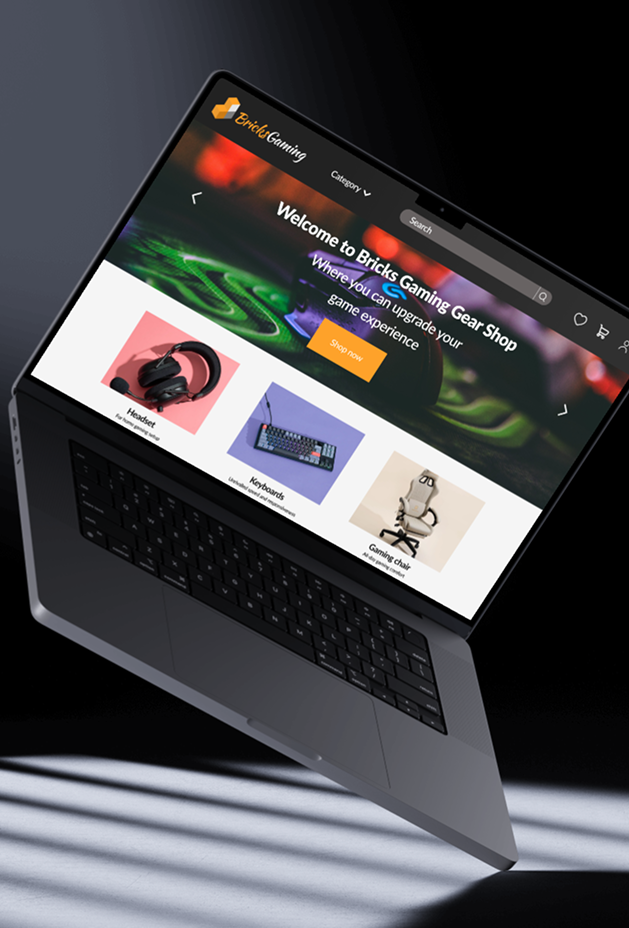 BricksGaming
Category
Search
Welcome to Bricks Gaming Gear Shop
Where you can upgrade your
game experience
Shop now
Headset
For home gaming setup
Keyboards
Unrivalled speed and responsiveness
Gaming chair
All-day gaming comfort